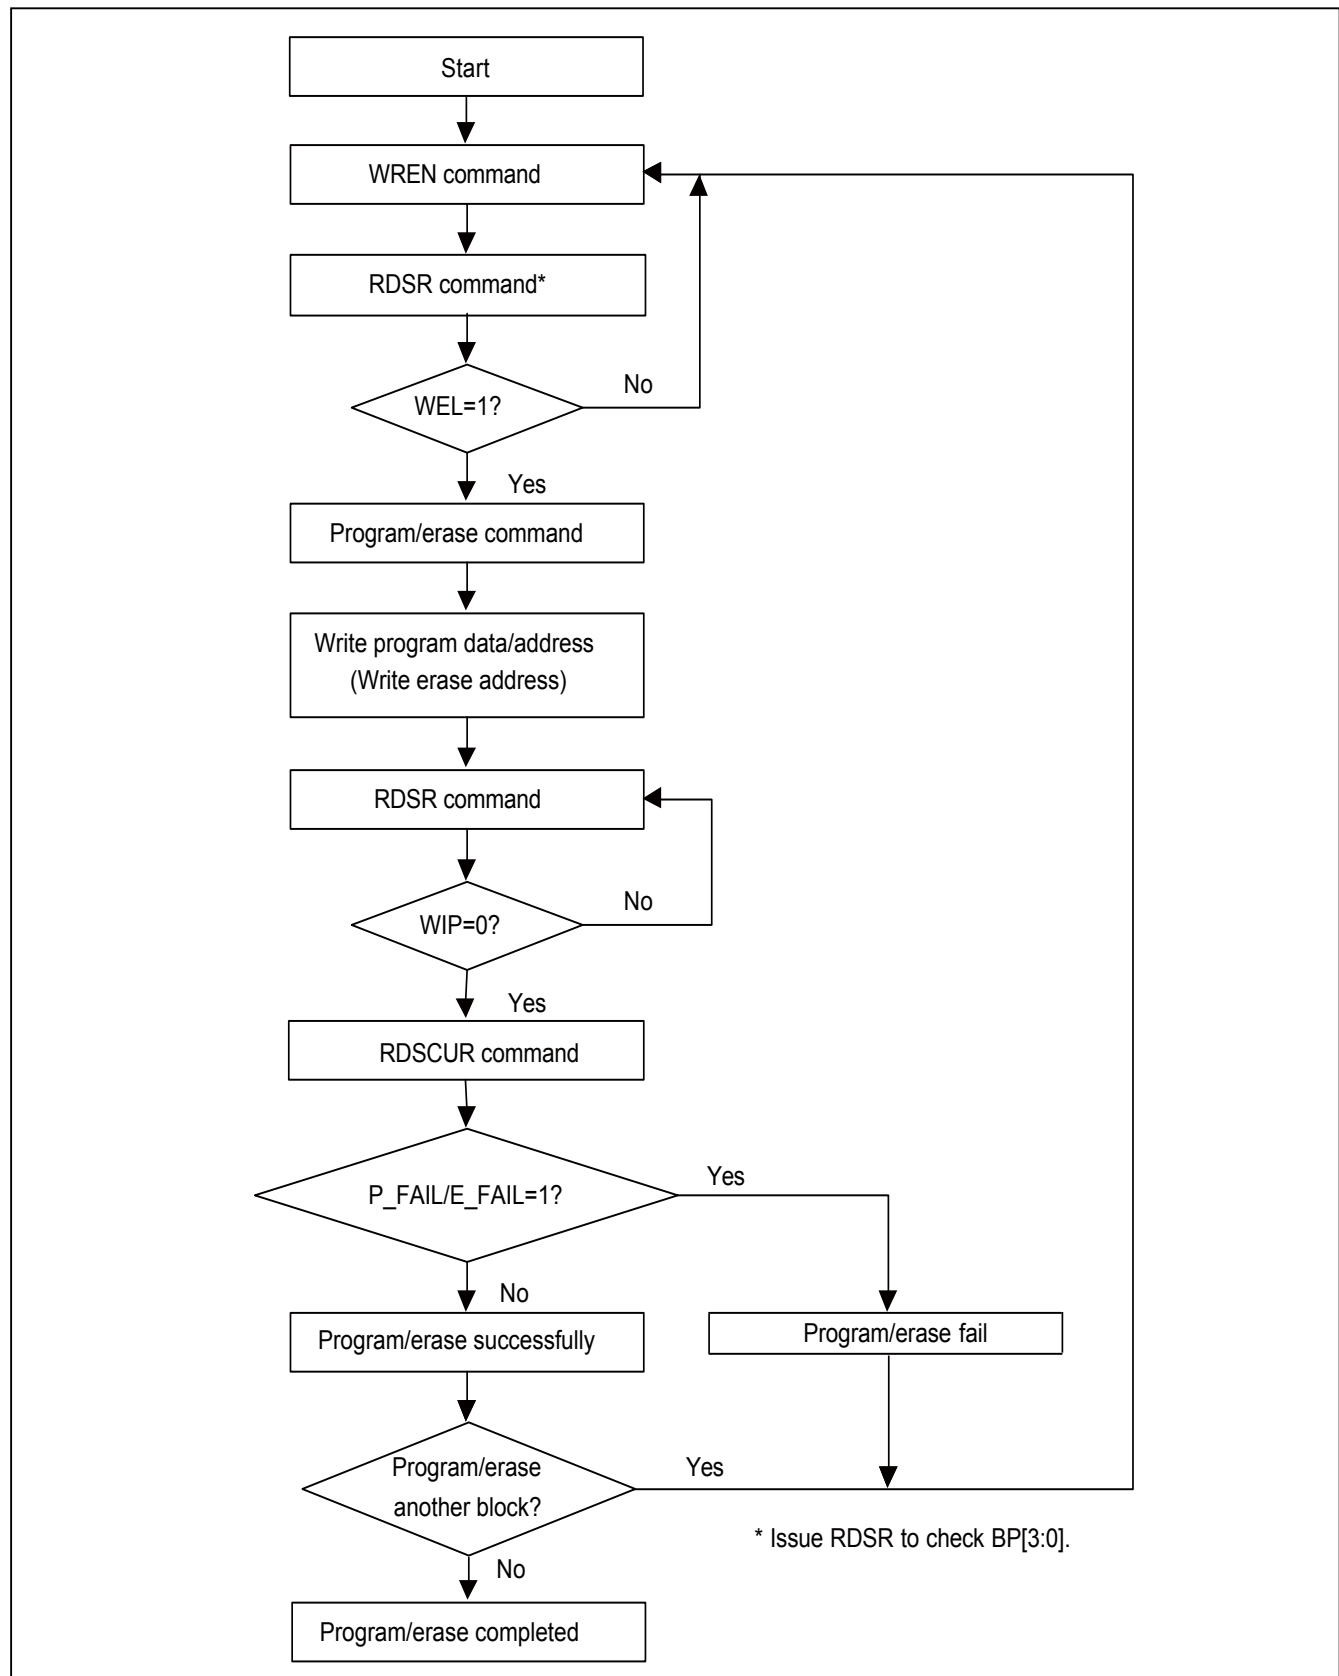 Start
WREN command
RDSR command*
WEL=1?
No
Yes
Program/erase command
Write program data/address
(Write erase address)
RDSR command
WIP=0?
No
Yes
RDSCUR command
P_FAIL/E_FAIL=1?
Yes
No
Program/erase successfully
Program/erase fail
Program/erase
another block?
Yes
* Issue RDSR to check BP[3:0].
No
Program/erase completed